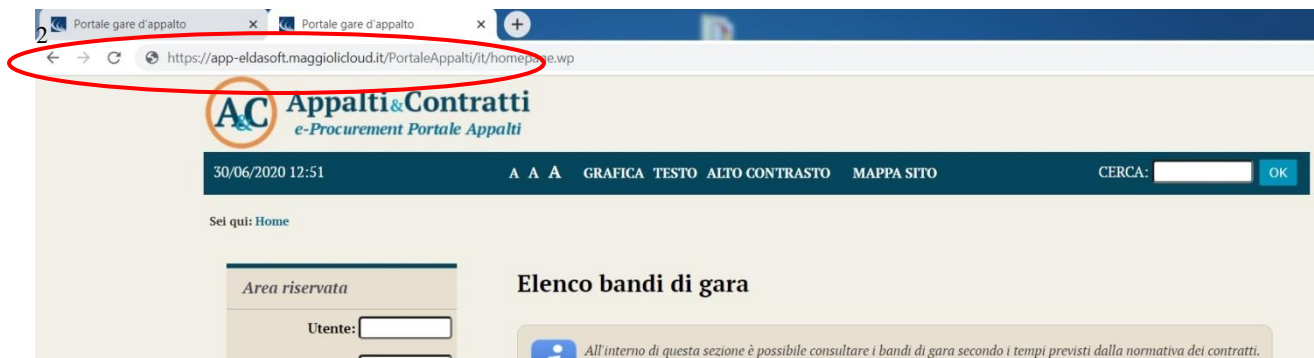 Portale gare d'appalto
Portale gare d'appalto
2
https://app-eldasoft.maggiolicloud.it/PortaleAppalti/it/homepage.wp
A&C Appalti&Contratti
e-Procurement Portale Appalti
30/06/2020 12:51 A A A GRAFICA TESTO ALTO CONTRASTO MAPPA SITO CERCA: OK
Sei qui: Home
Area riservata
Elenco bandi di gara
Utente:
All'interno di questa sezione è possibile consultare i bandi di gara secondo i tempi previsti dalla normativa dei contratti.